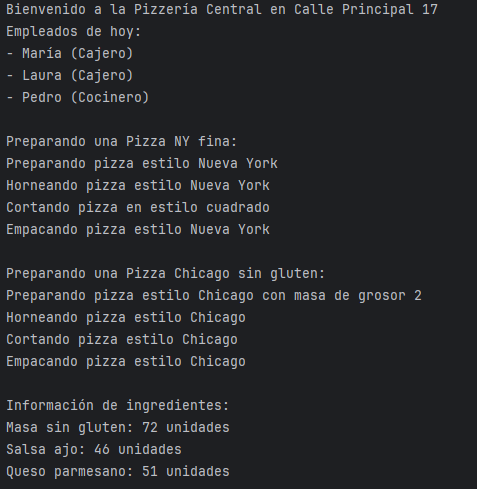 Bienvenido a la Pizzería Central en Calle Principal 17
Empleados de hoy:
- María (Cajero)
- Laura (Cajero)
- Pedro (Cocinero)
Preparando una Pizza NY fina:
Preparando pizza estilo Nueva York
Horneando pizza estilo Nueva York
Cortando pizza en estilo cuadrado
Empacando pizza estilo Nueva York
Preparando una Pizza Chicago sin gluten:
Preparando pizza estilo Chicago con masa de grosor 2
Horneando pizza estilo Chicago
Cortando pizza estilo Chicago
Empacando pizza estilo Chicago
Información de ingredientes:
Masa sin gluten: 72 unidades
Salsa ajo: 46 unidades
Queso parmesano: 51 unidades